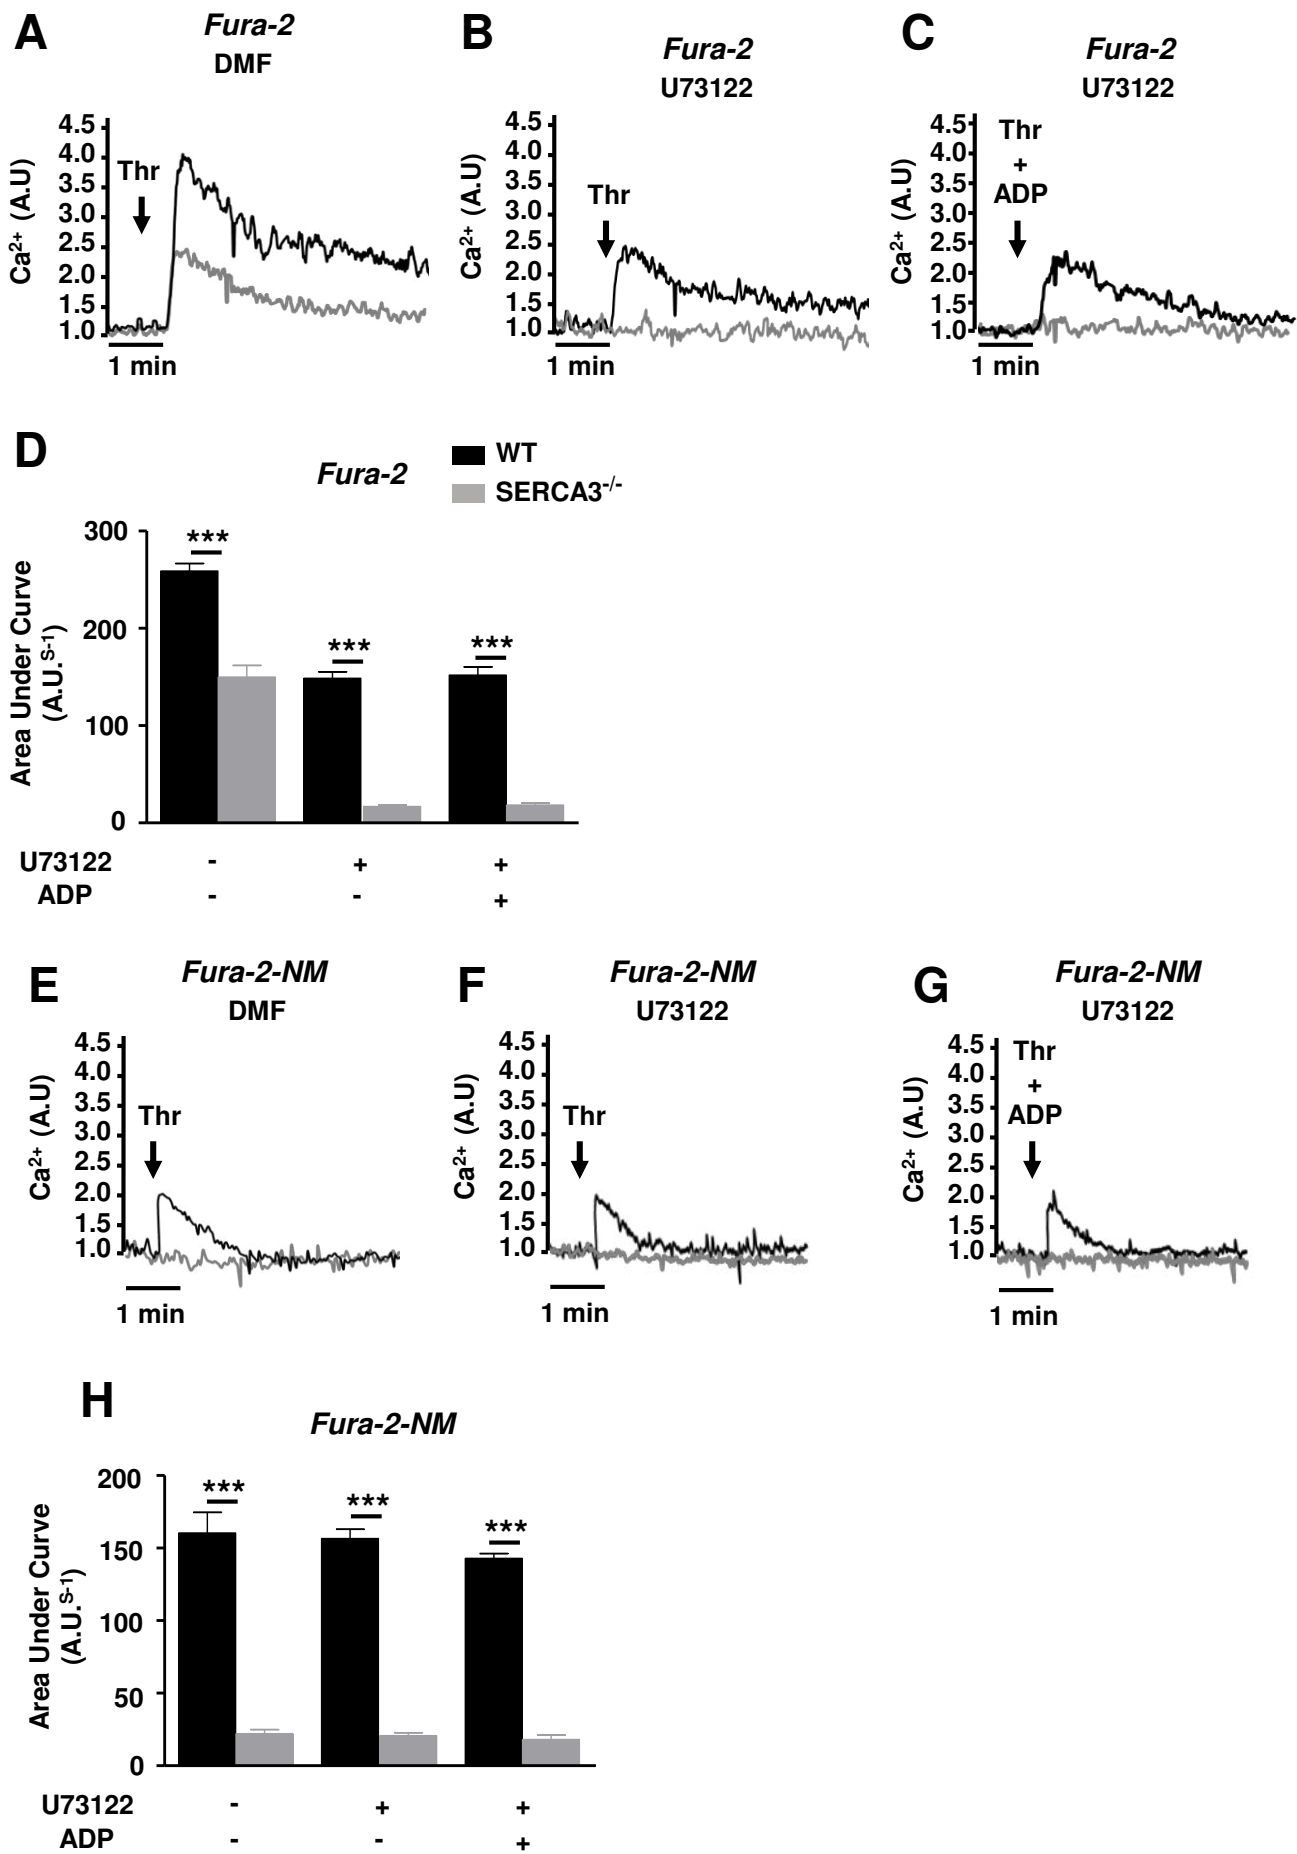 A
Fura-2
DMF
Ca2+ (A.U)
4.5
4.0
3.5
3.0
2.5
2.0
1.5
1.0
Thr
1 min
B
Fura-2
U73122
Ca2+ (A.U)
4.5
4.0
3.5
3.0
2.5
2.0
1.5
1.0
Thr
1 min
C
Fura-2
U73122
Ca2+ (A.U)
4.5
4.0
3.5
3.0
2.5
2.0
1.5
1.0
Thr
+
ADP
1 min
D
Fura-2
WT
SERCA3-/-
Area Under Curve
(A.U.S-1)
300
200
100
0
***
***
***
U73122 - + +
ADP - - +
E
Fura-2-NM
DMF
Ca2+ (A.U)
4.5
4.0
3.5
3.0
2.5
2.0
1.5
1.0
Thr
1 min
F
Fura-2-NM
U73122
Ca2+ (A.U)
4.5
4.0
3.5
3.0
2.5
2.0
1.5
1.0
Thr
1 min
G
Fura-2-NM
U73122
Ca2+ (A.U)
4.5
4.0
3.5
3.0
2.5
2.0
1.5
1.0
Thr
+
ADP
1 min
H
Fura-2-NM
Area Under Curve
(A.U.S-1)
200
150
100
50
0
***
***
***
U73122 - + +
ADP - - +